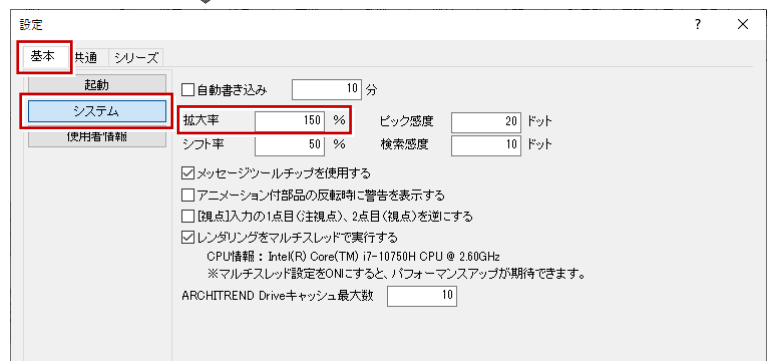 設定 ? ×
基本 共通 シリーズ
起動
システム
使用者情報
□自動書き込み 10 分
拡大率 150 % ピック感度 20 ドット
シフト率 50 % 検索感度 10 ドット
☑メッセージツールチップを使用する
□アニメーション付部品の反転時に警告を表示する
□[視点]入力の1点目(注視点)、2点目(視点)を逆にする
☑レンダリングをマルチスレッドで実行する
CPU情報 : Intel(R) Core(TM) i7-10750H CPU @ 2.60GHz
※マルチスレッド設定をONにすると、パフォーマンスアップが期待できます。
ARCHITREND Driveキャッシュ最大数 10